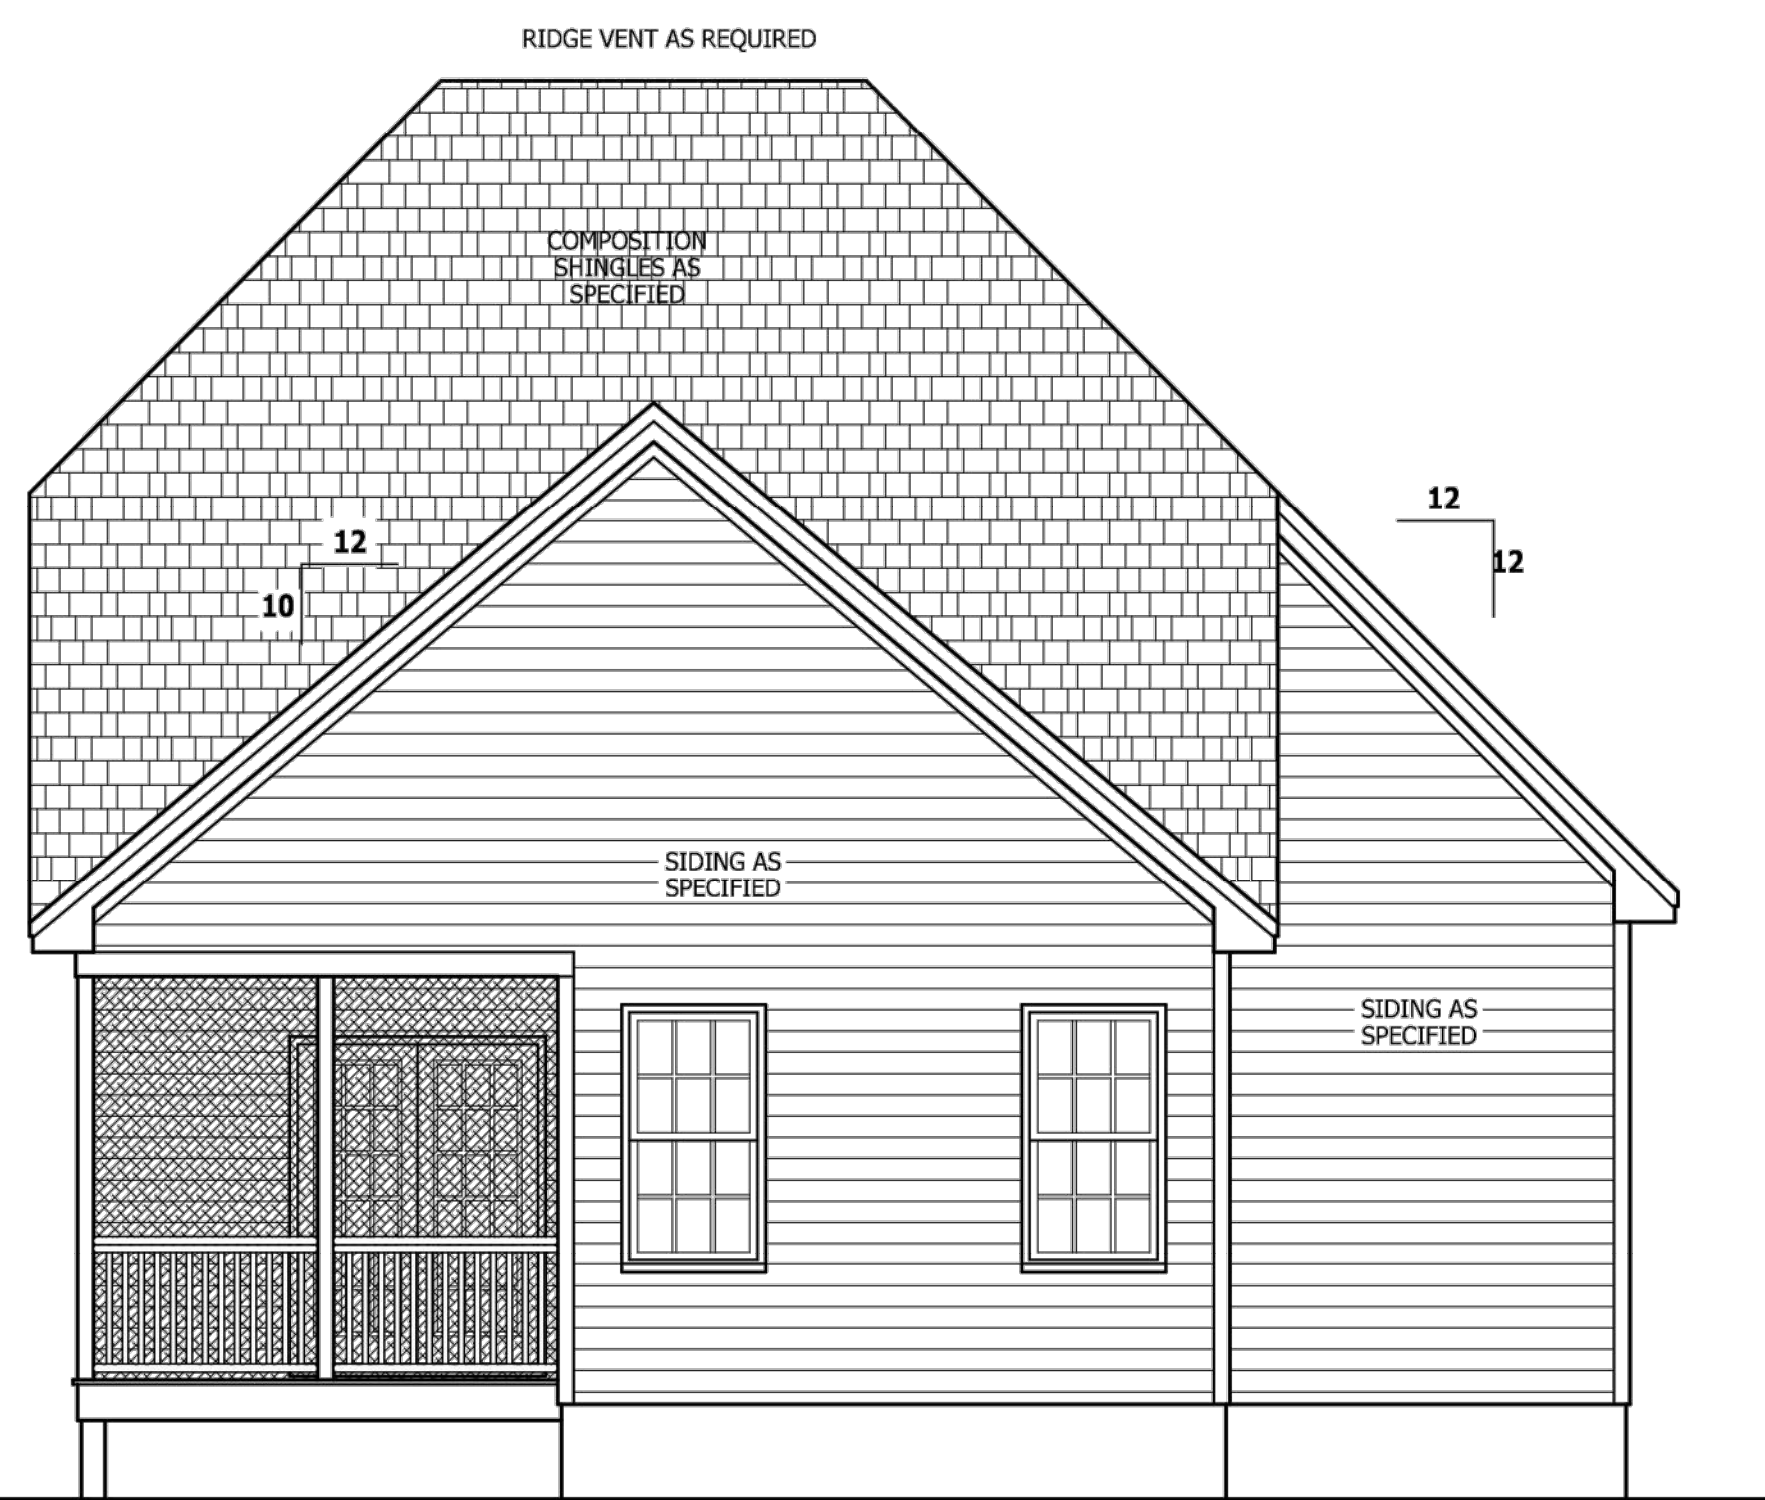 RIDGE VENT AS REQUIRED
COMPOSITION
SHINGLES AS
SPECIFIED
12
10
12
12
SIDING AS
SPECIFIED
SIDING AS
SPECIFIED